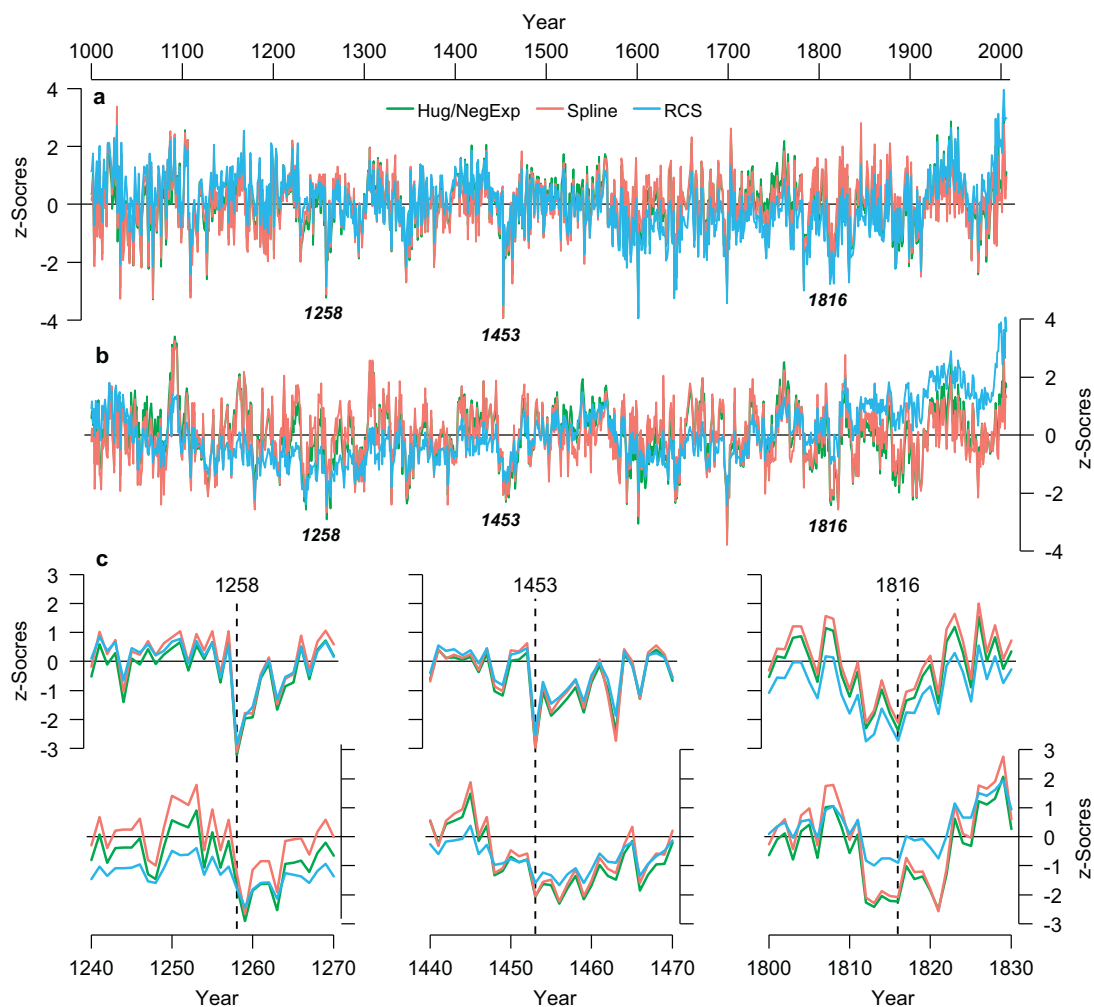 Year
1000 1100 1200 1300 1400 1500 1600 1700 1800 1900 2000
a
Hug/NegExp Spline RCS
4
2
0
-2
-4
z-Socres
1258
1453
1816
b
4
2
0
-2
-4
z-Socres
1258
1453
1816
c
1258
1453
1816
3
2
1
0
-1
-2
-3
z-Socres
3
2
1
0
-1
-2
-3
z-Socres
1240 1250 1260 1270
1440 1450 1460 1470
1800 1810 1820 1830
Year
Year
Year